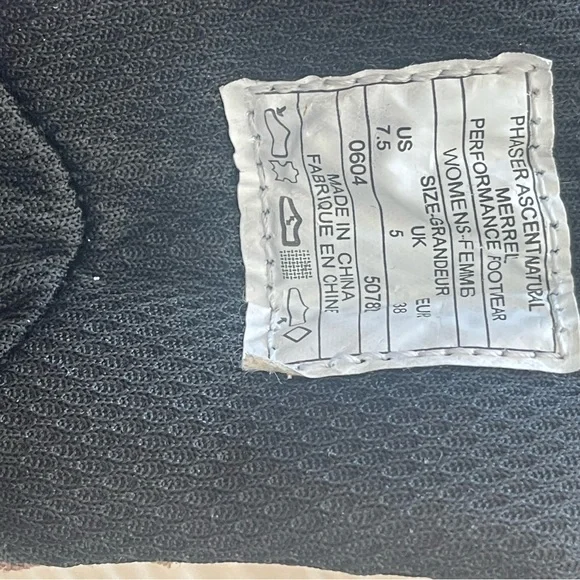 PHASER ASCENT NATURAL
MERREL
PERFORMANCE FOOTWEAR
WOMENS-FEMME
SIZE-GRANDEUR
US UK EUR
7.5 5 38
0604 5078
MADE IN CHINA
FABRIQUE EN CHINE